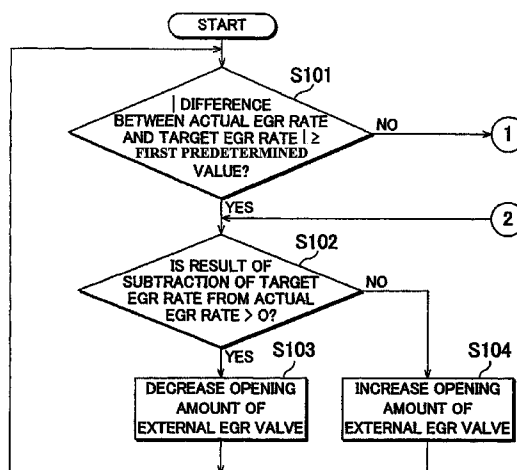 START
S101
| DIFFERENCE
BETWEEN ACTUAL EGR RATE
AND TARGET EGR RATE | ≥
FIRST PREDETERMINED
VALUE?
NO
1
YES
2
S102
IS RESULT OF
SUBTRACTION OF TARGET
EGR RATE FROM ACTUAL
EGR RATE > 0?
NO
YES
S103
DECREASE OPENING
AMOUNT OF
EXTERNAL EGR VALVE
S104
INCREASE OPENING
AMOUNT OF
EXTERNAL EGR VALVE